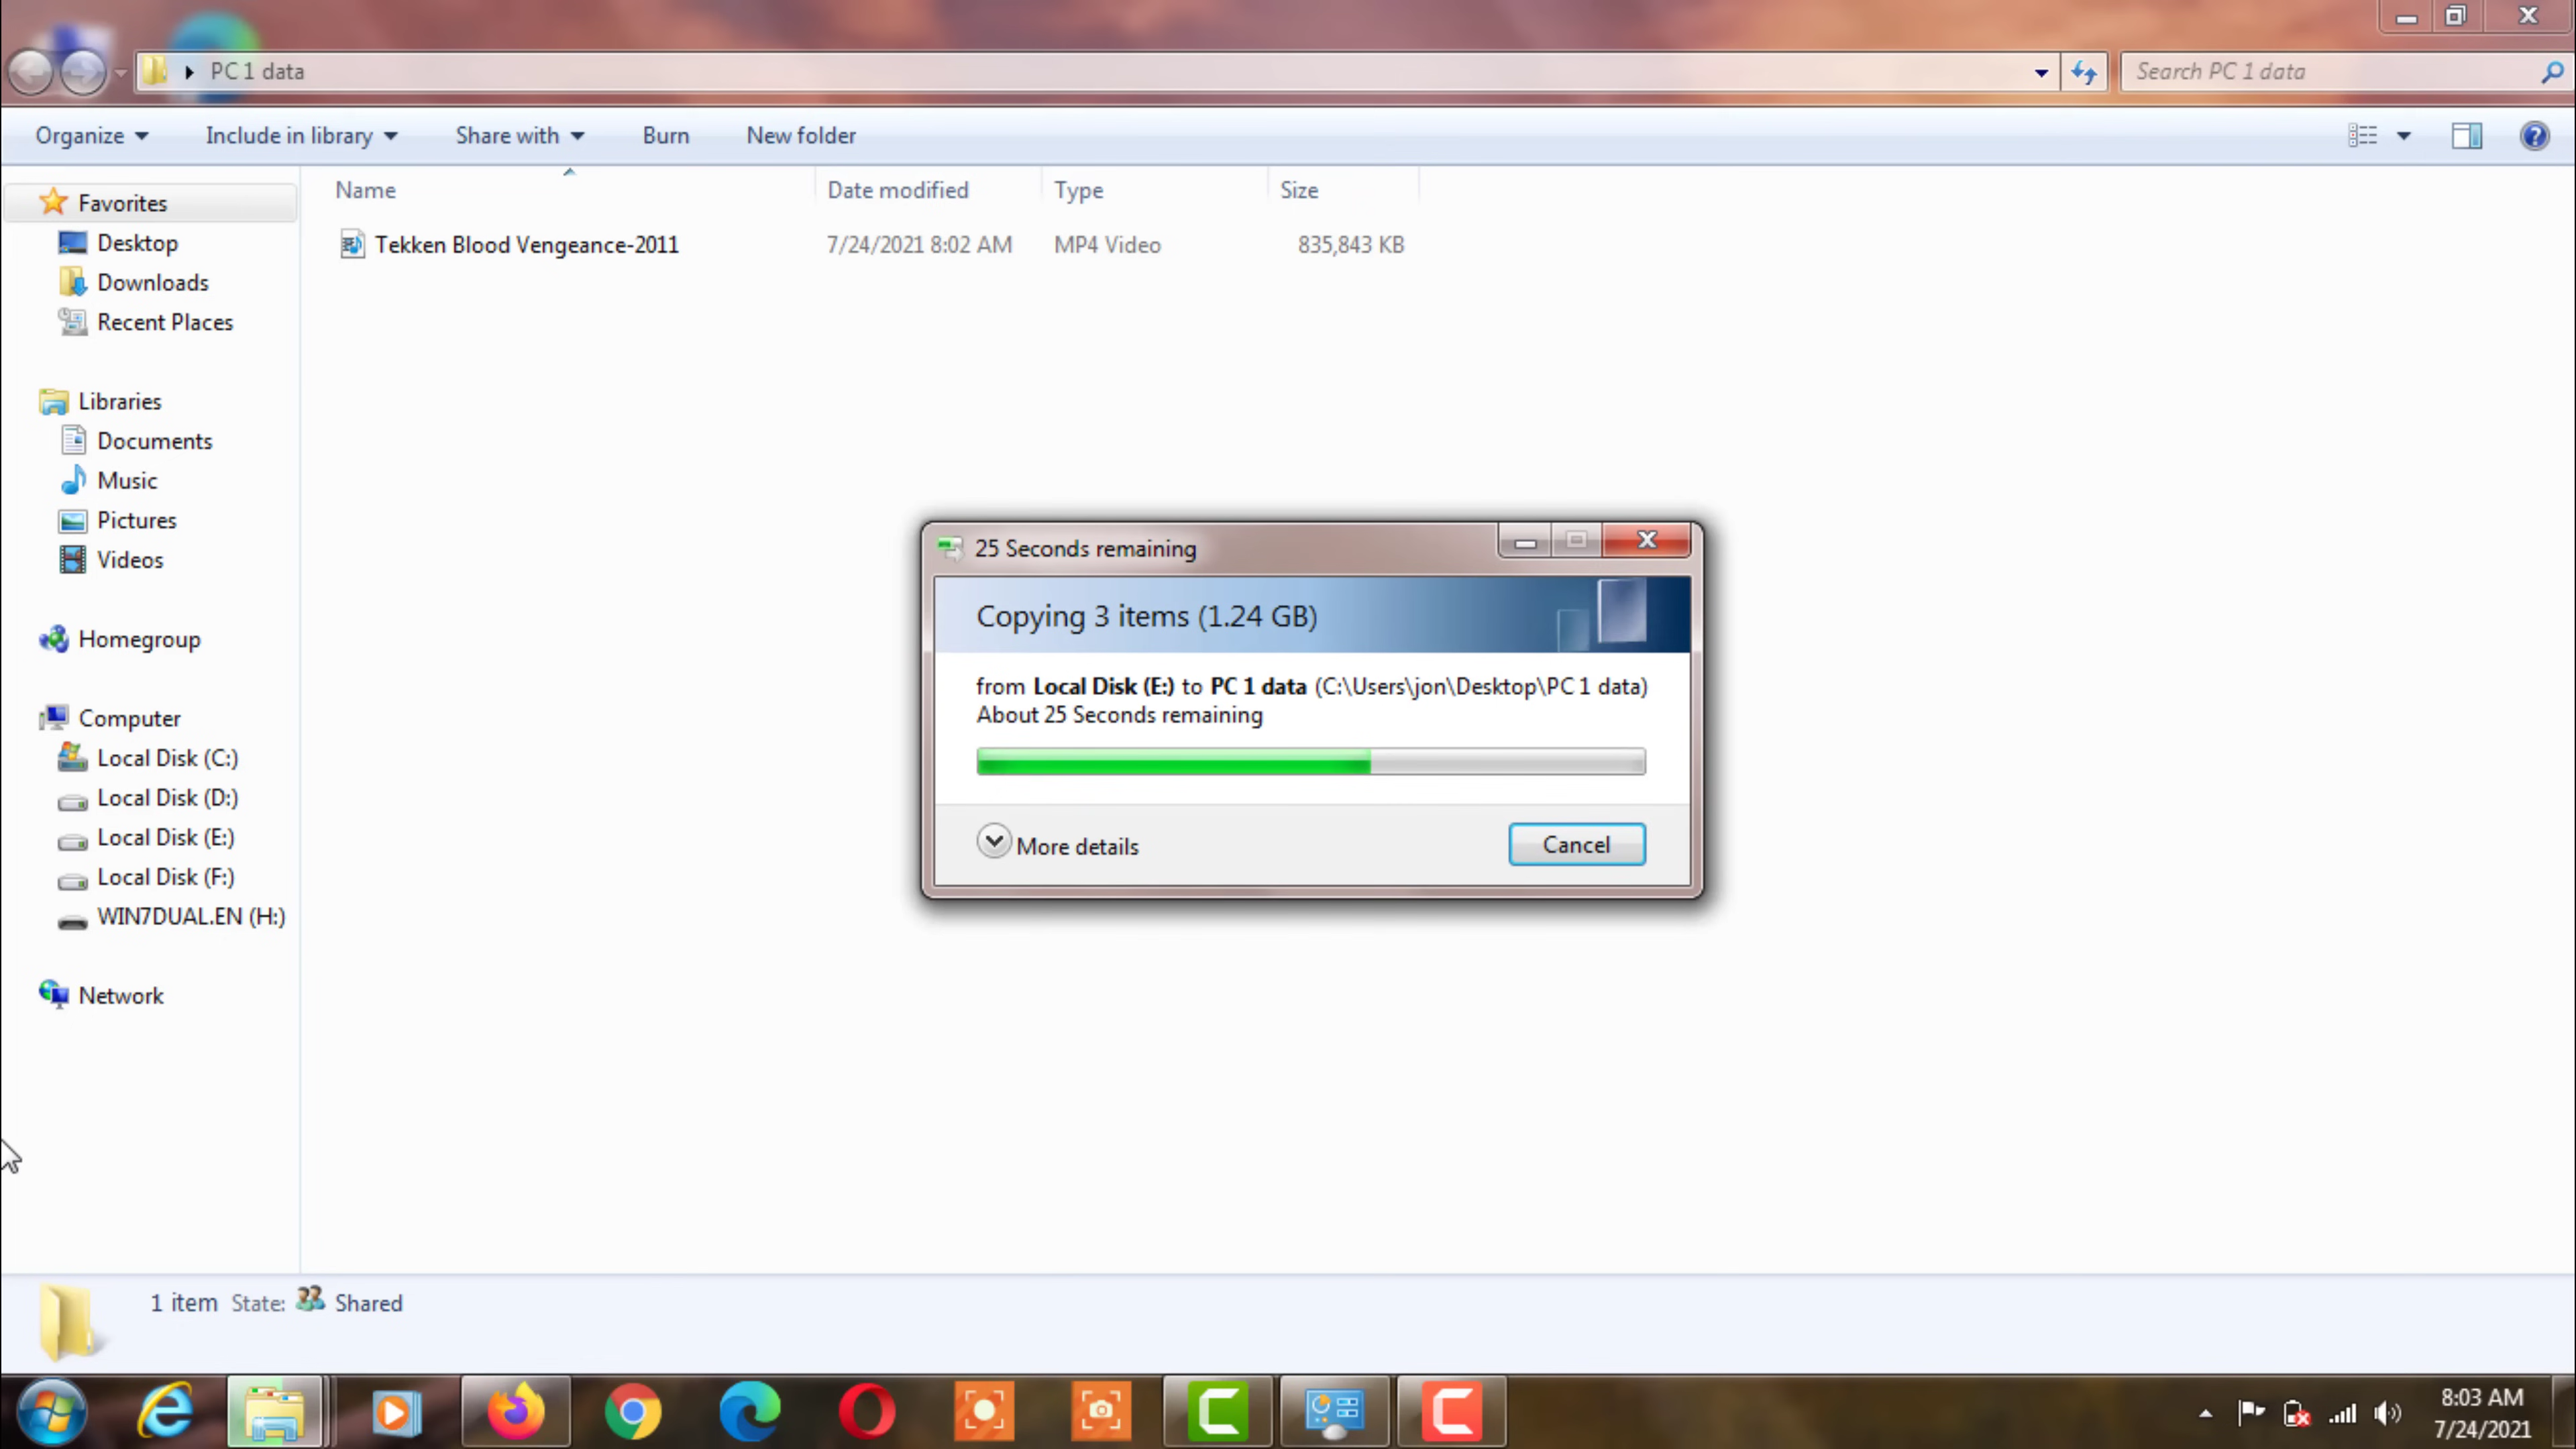 PC 1 data
Search PC 1 data
Organize
Include in library
Share with
Burn
New folder
Name
Date modified
Type
Size
Tekken Blood Vengeance-2011
7/24/2021 8:02 AM
MP4 Video
835,843 KB
Favorites
Desktop
Downloads
Recent Places
Libraries
Documents
Music
Pictures
Videos
Homegroup
Computer
Local Disk (C:)
Local Disk (D:)
Local Disk (E:)
Local Disk (F:)
WIN7DUAL.EN (H:)
Network
25 Seconds remaining
Copying 3 items (1.24 GB)
from Local Disk (E:) to PC 1 data (C:\Users\jon\Desktop\PC 1 data)
About 25 Seconds remaining
More details
Cancel
1 item State: Shared
8:03 AM
7/24/2021